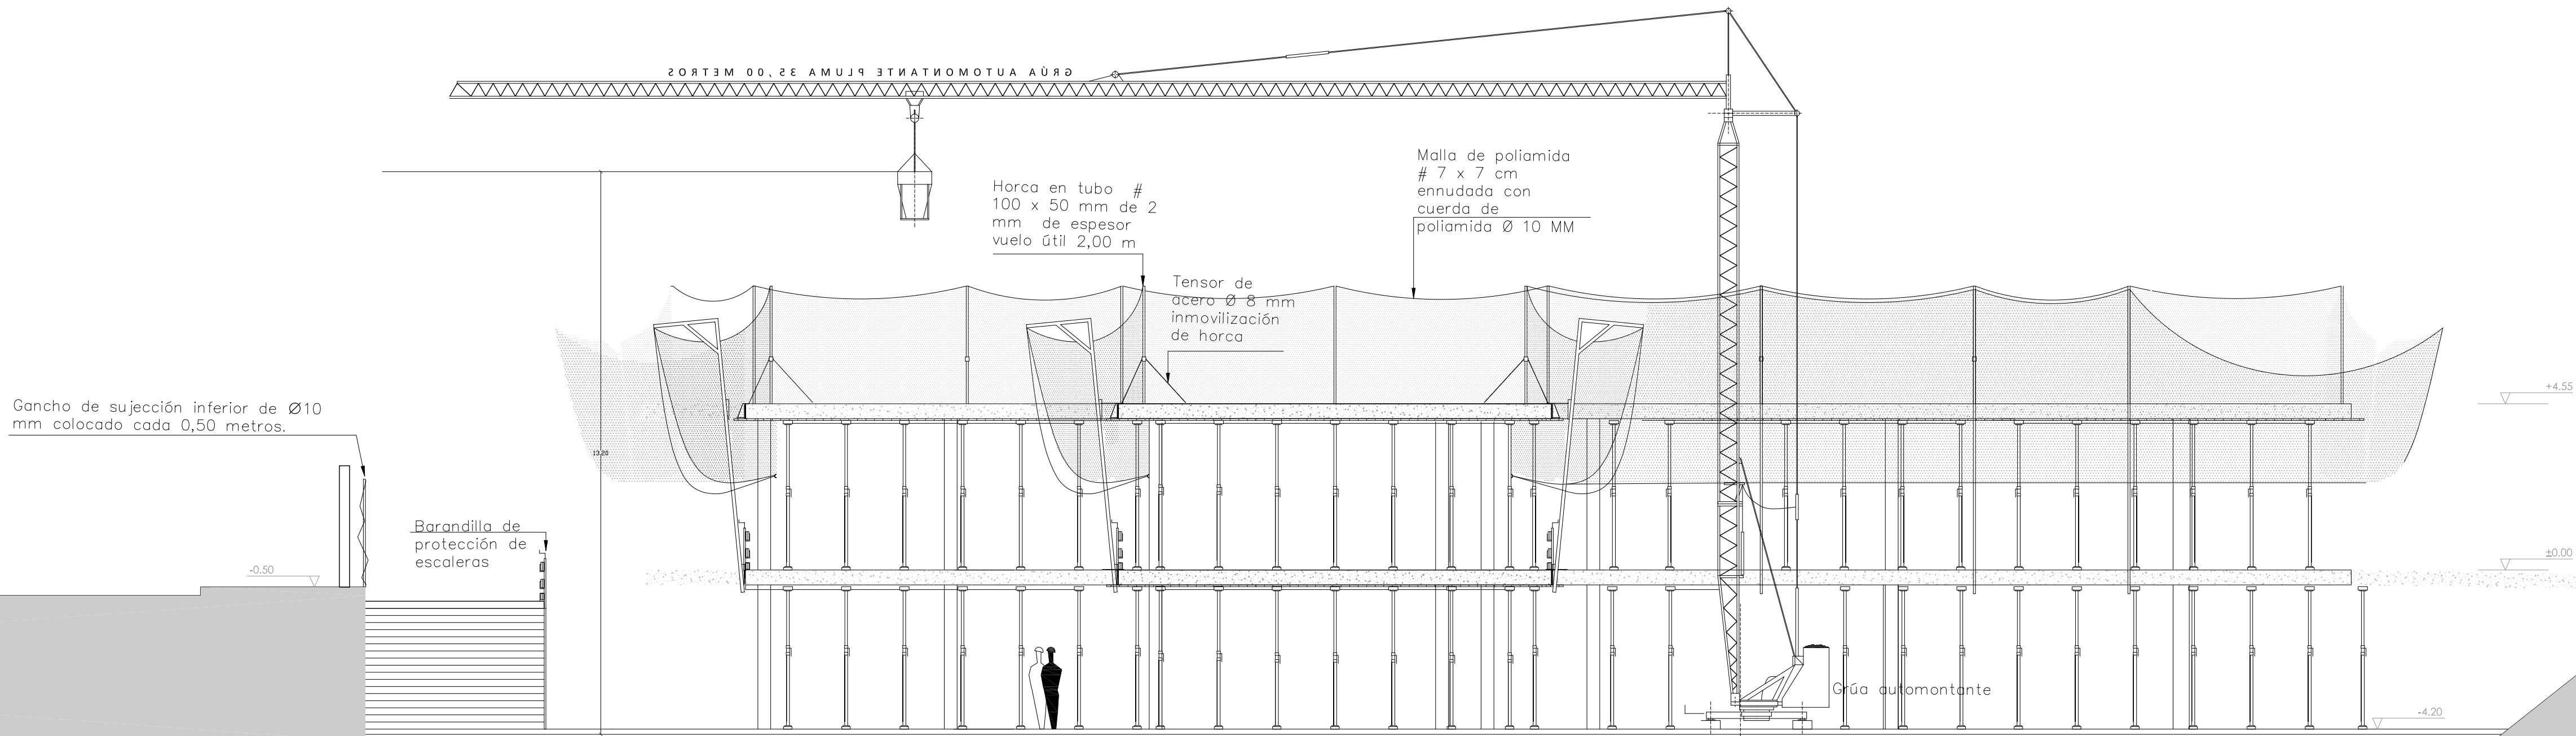 GRÚA AUTOMONTANTE PLUMA 35,00 METROS
Malla de poliamida
# 7 x 7 cm
ennudada con
cuerda de
poliamida Ø 10 MM
Horca en tubo #
100 x 50 mm de 2
mm de espesor
vuelo útil 2,00 m
Tensor de
acero Ø 8 mm
inmovilización
de horca
+4.55
Gancho de sujección inferior de Ø10
mm colocado cada 0,50 metros.
13.20
Barandilla de
protección de
escaleras
±0.00
-0.50
Grúa automontante
-4.20